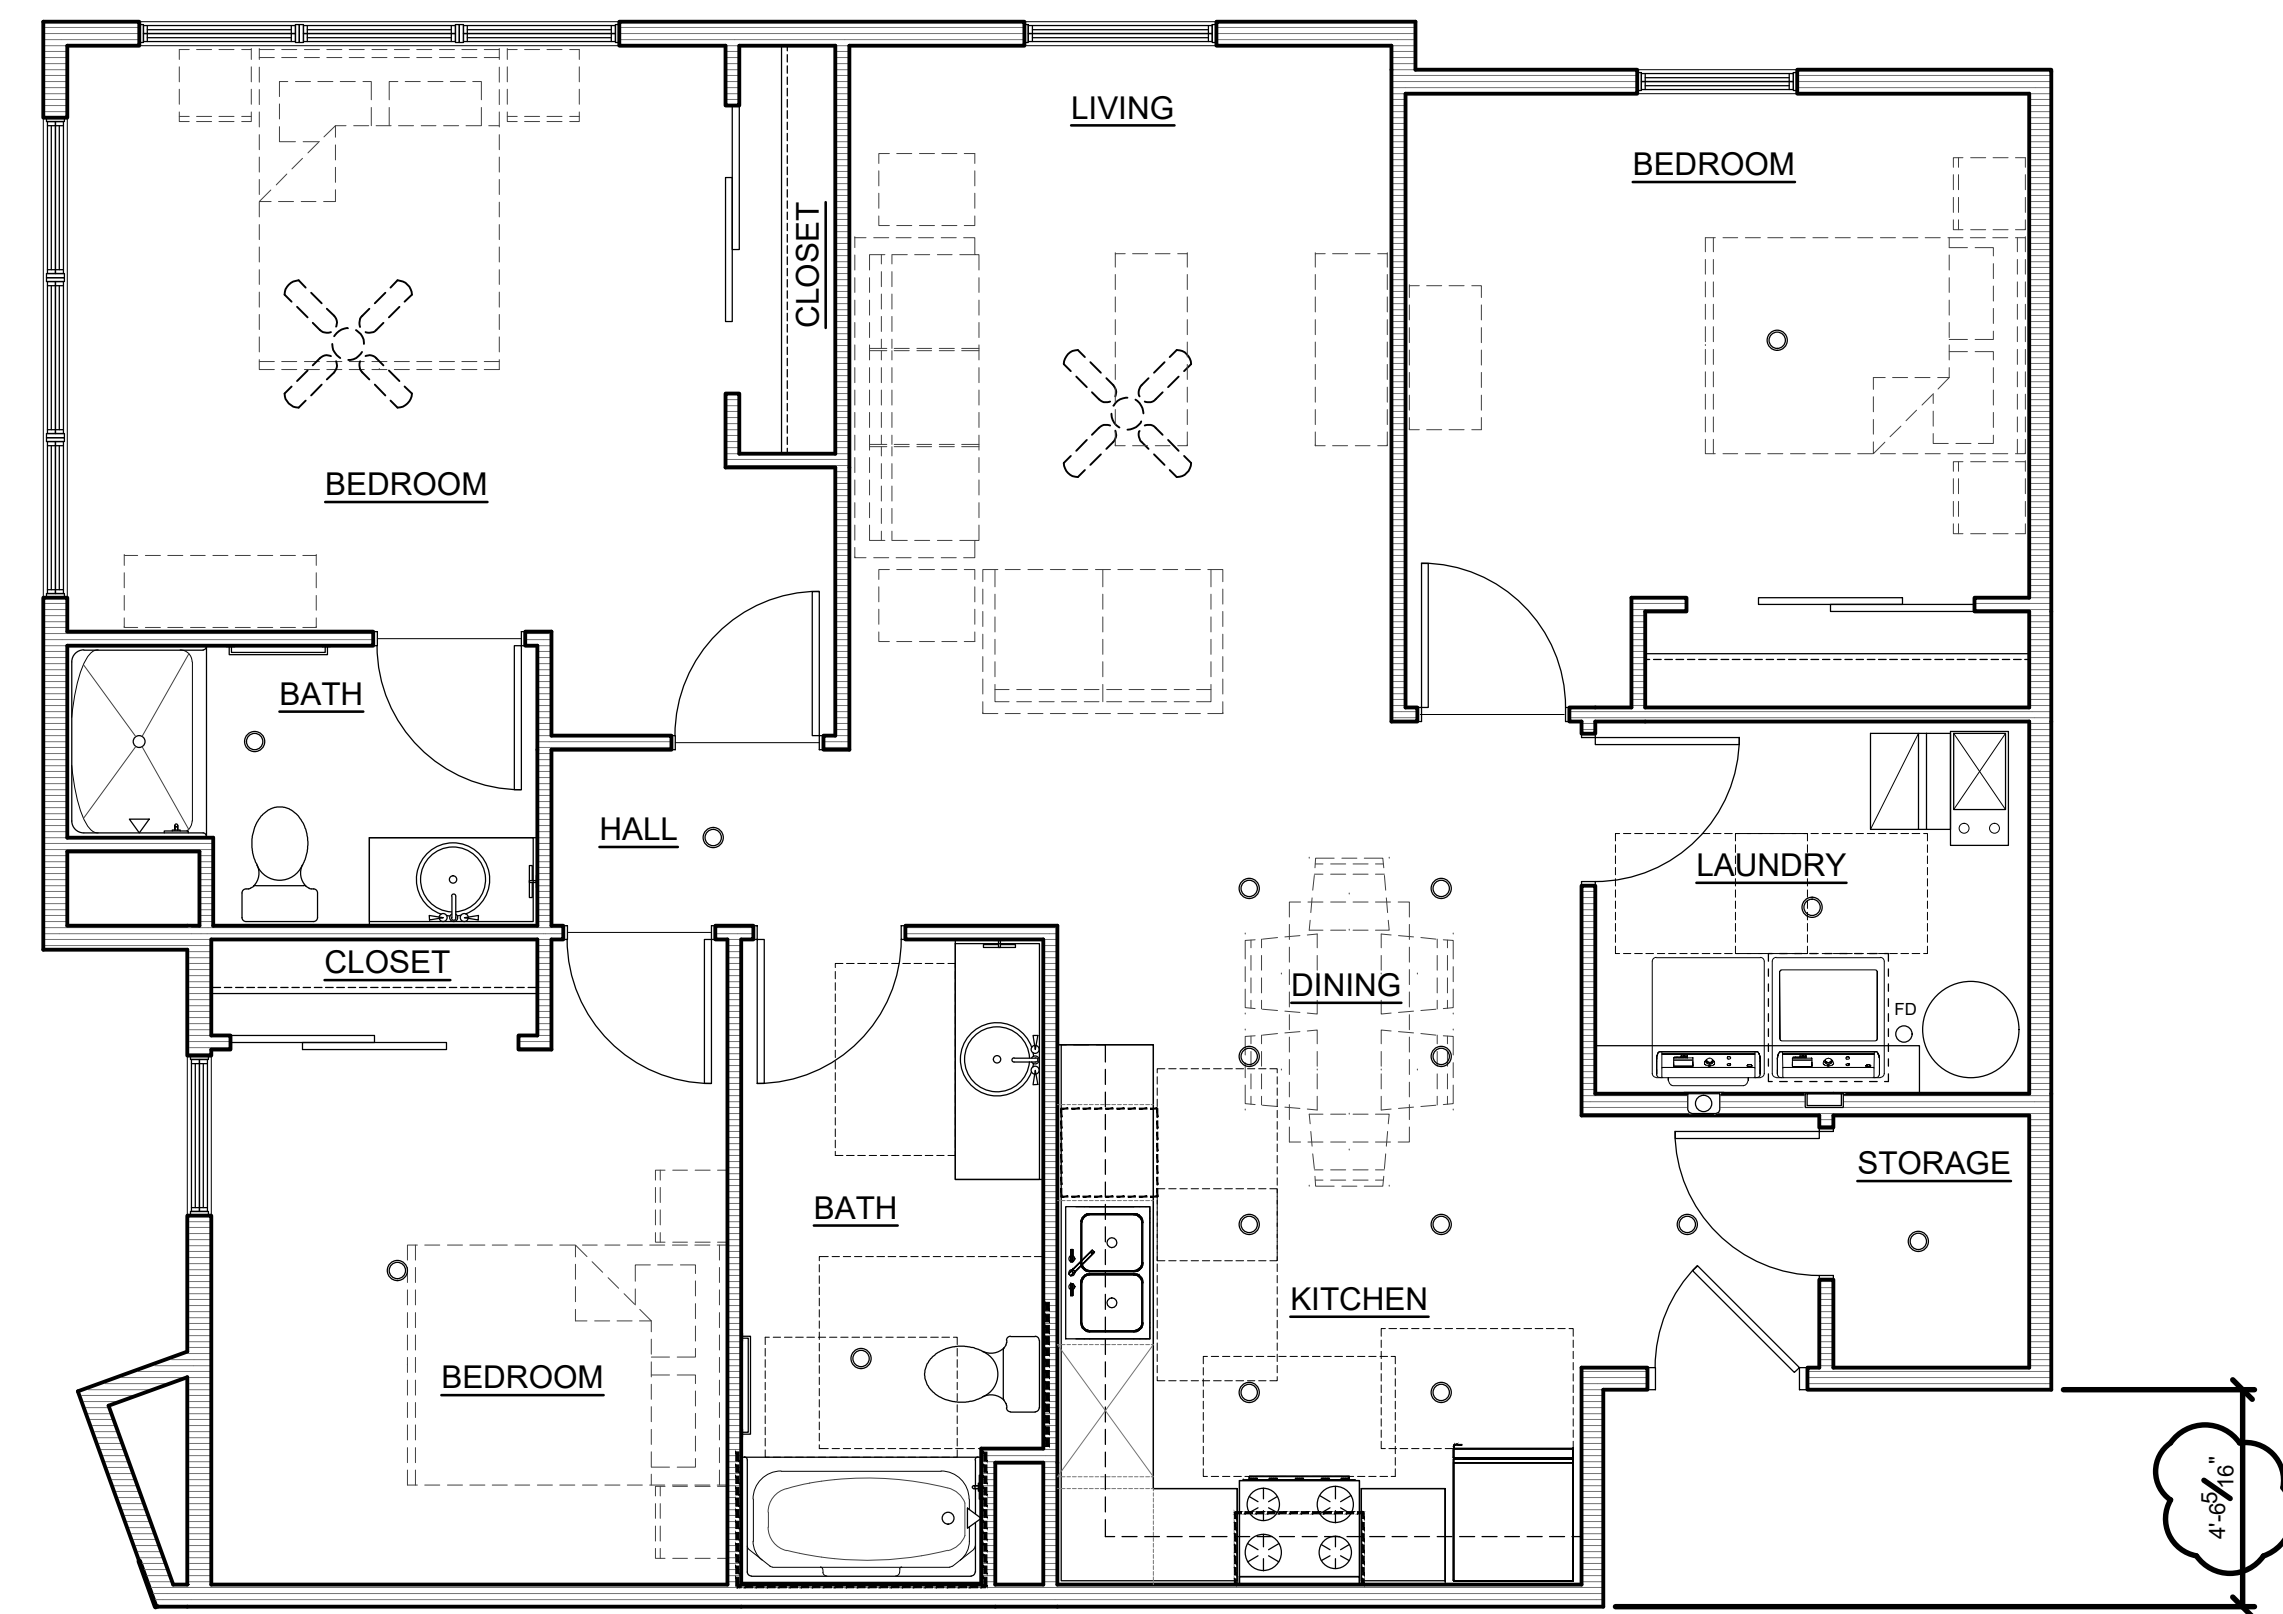 LIVING
BEDROOM
CLOSET
BEDROOM
BATH
HALL
LAUNDRY
CLOSET
DINING
FD
STORAGE
BATH
KITCHEN
BEDROOM
4'-6 5/16"